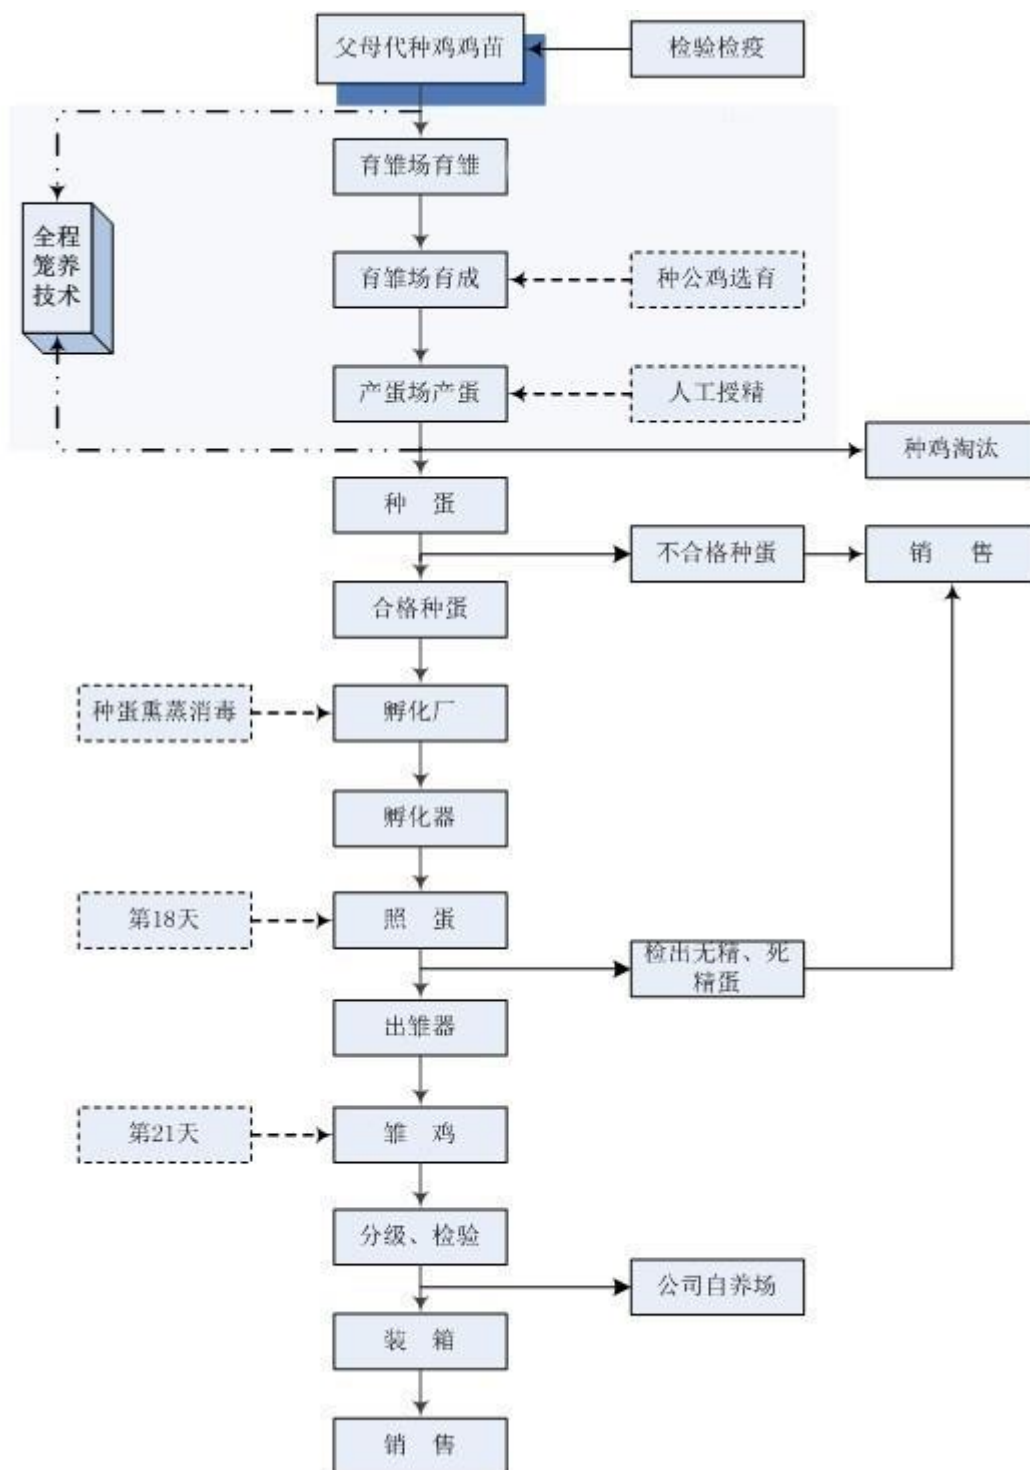 父母代种鸡鸡苗
检验检疫
育雏场育雏
全程
笼养
技术
育雏场育成
种公鸡选育
产蛋场产蛋
人工授精
种鸡淘汰
种 蛋
不合格种蛋
销 售
合格种蛋
种蛋熏蒸消毒
孵化厂
孵化器
第18天
照 蛋
检出无精、死
精蛋
出雏器
第21天
雏 鸡
分级、检验
公司自养场
装 箱
销 售